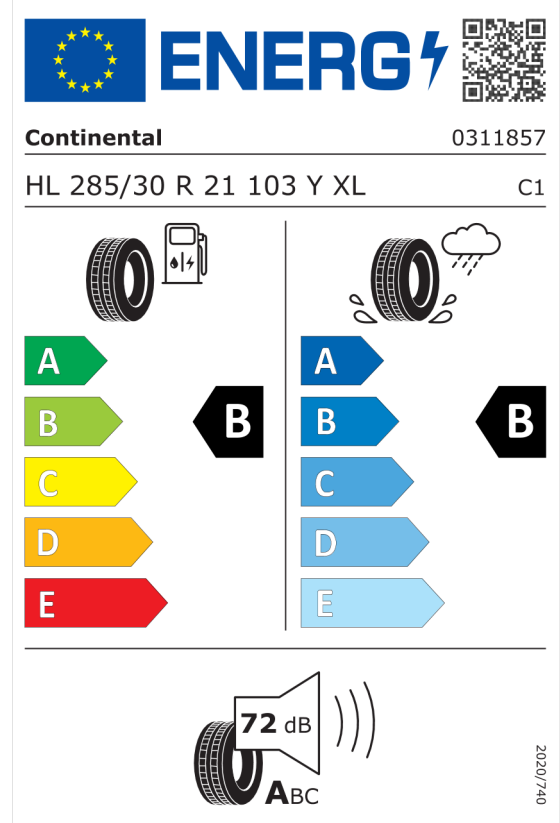 ENERG
Continental 0311857
HL 285/30 R 21 103 Y XL C1
A A
B B B B
C C
D D
E E
72 dB
ABC
2020/740